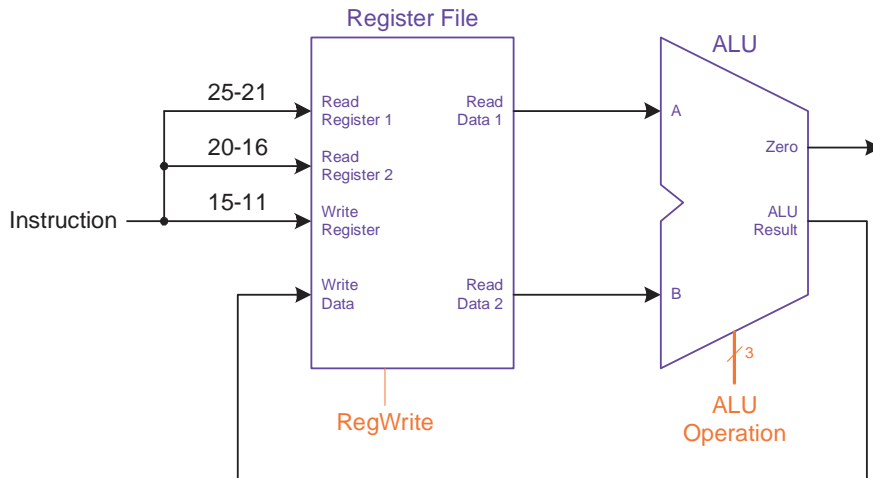 Register File
ALU
25-21
Read
Register 1
Read
Data 1
A
20-16
Read
Register 2
Zero
15-11
Instruction
Write
Register
ALU
Result
Write
Data
Read
Data 2
B
3
RegWrite
ALU
Operation